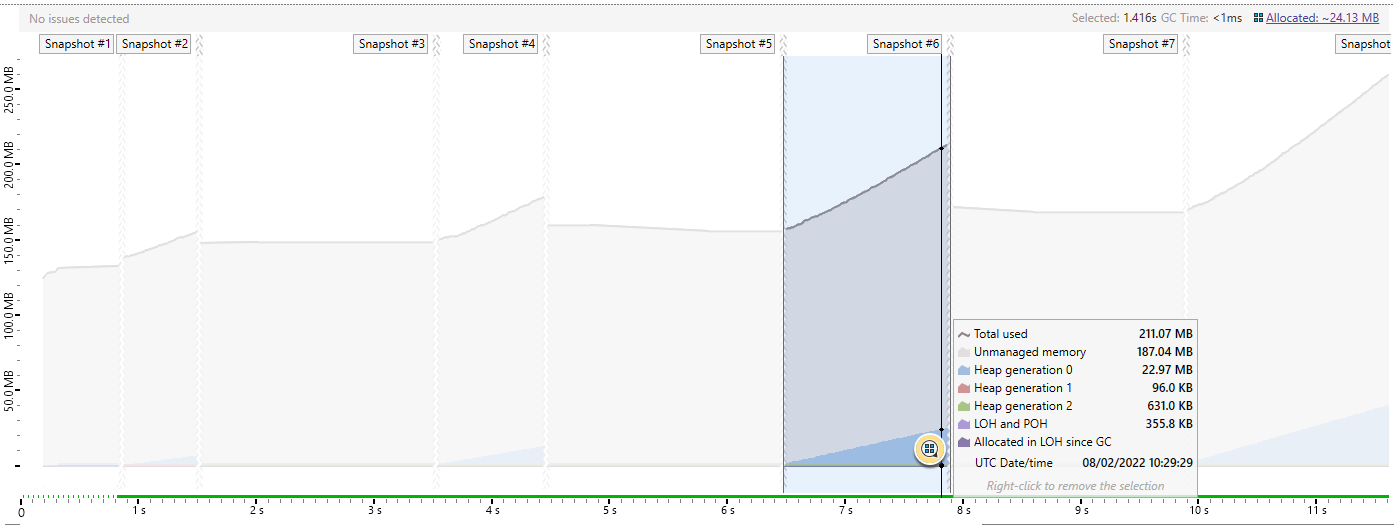 No issues detected
Selected: 1.416s GC Time: <1ms Allocated: ~24.13 MB
Snapshot #1 Snapshot #2 Snapshot #3 Snapshot #4 Snapshot #5 Snapshot #6 Snapshot #7 Snapshot
250.0 MB
200.0 MB
150.0 MB
100.0 MB
50.0 MB
Total used 211.07 MB
Unmanaged memory 187.04 MB
Heap generation 0 22.97 MB
Heap generation 1 96.0 KB
Heap generation 2 631.0 KB
LOH and POH 355.8 KB
Allocated in LOH since GC
UTC Date/time 08/02/2022 10:29:29
Right-click to remove the selection
0 1 s 2 s 3 s 4 s 5 s 6 s 7 s 8 s 9 s 10 s 11 s